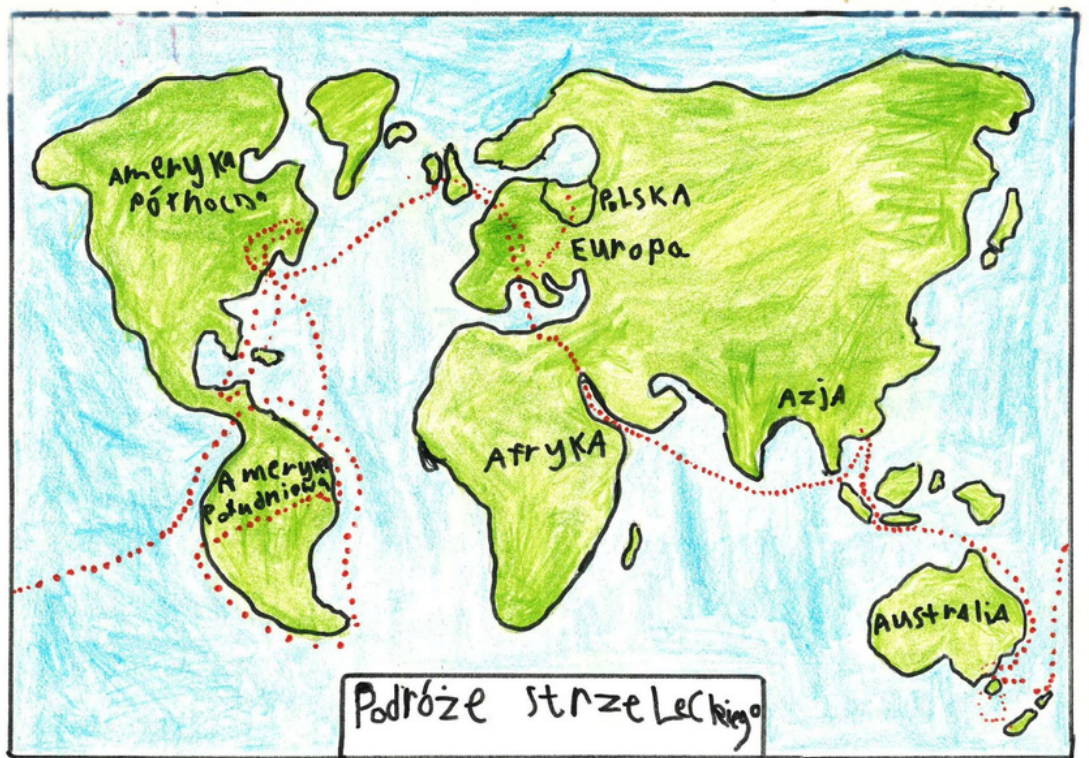 Ameryka
północna
POLSKA
Europa
AzjA
AfrykA
Ameryka
Południowa
AustraliA
Podróże strzeLeckiego